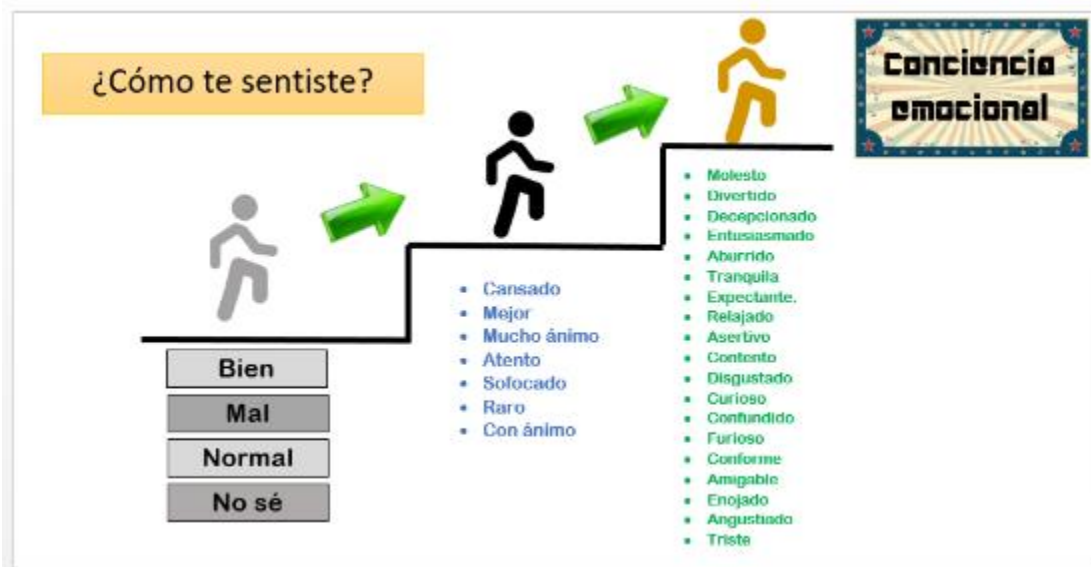 ¿Cómo te sentiste?
Conciencia
emocional
Bien
Mal
Normal
No sé
Cansado
Mejor
Mucho ánimo
Atento
Sofocado
Raro
Con ánimo
Molesto
Divertido
Decepcionado
Entusiasmado
Aburrido
Tranquila
Expectante.
Relajado
Asertivo
Contento
Disgustado
Curioso
Confundido
Furioso
Conforme
Amigable
Enojado
Angustiado
Triste